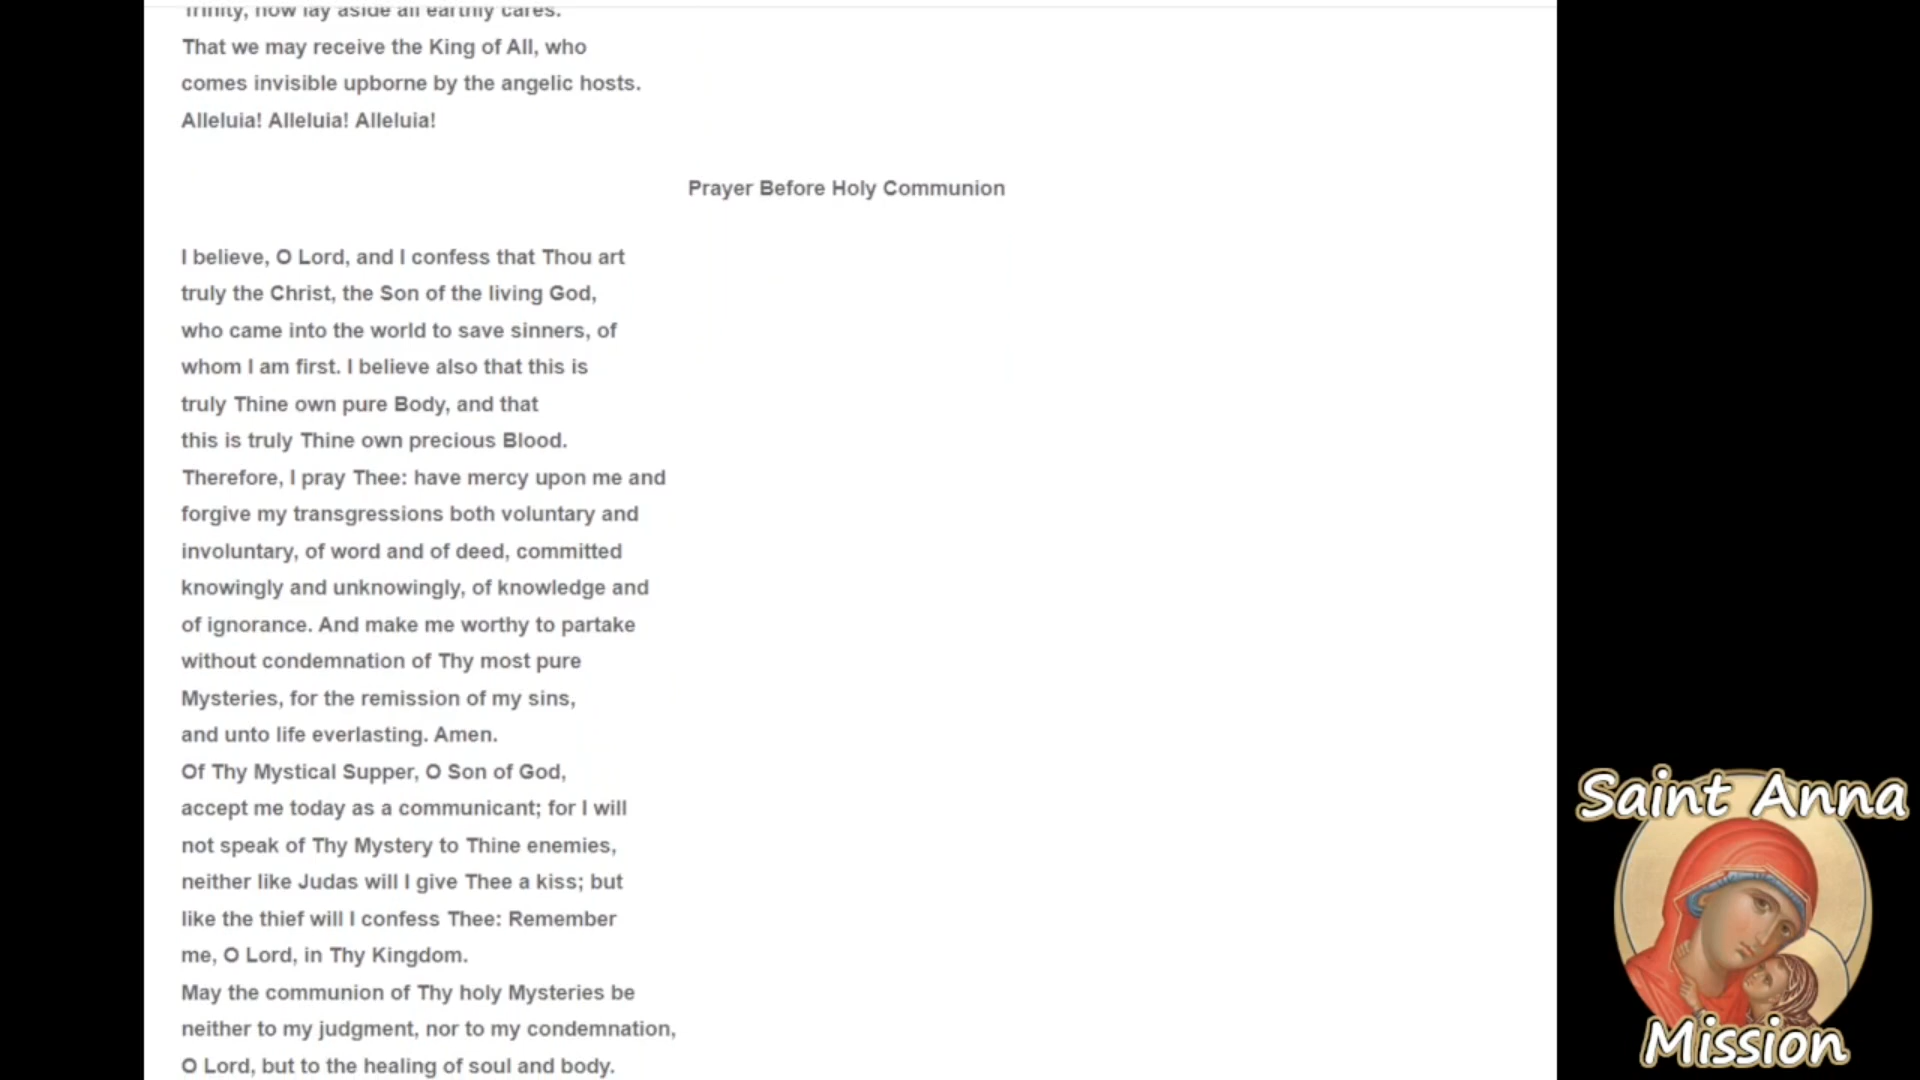 Trinity, now lay aside all earthly cares.
That we may receive the King of All, who
comes invisible upborne by the angelic hosts.
Alleluia! Alleluia! Alleluia!
Prayer Before Holy Communion
I believe, O Lord, and I confess that Thou art
truly the Christ, the Son of the living God,
who came into the world to save sinners, of
whom I am first. I believe also that this is
truly Thine own pure Body, and that
this is truly Thine own precious Blood.
Therefore, I pray Thee: have mercy upon me and
forgive my transgressions both voluntary and
involuntary, of word and of deed, committed
knowingly and unknowingly, of knowledge and
of ignorance. And make me worthy to partake
without condemnation of Thy most pure
Mysteries, for the remission of my sins,
and unto life everlasting. Amen.
Of Thy Mystical Supper, O Son of God,
accept me today as a communicant; for I will
not speak of Thy Mystery to Thine enemies,
neither like Judas will I give Thee a kiss; but
like the thief will I confess Thee: Remember
me, O Lord, in Thy Kingdom.
May the communion of Thy holy Mysteries be
neither to my judgment, nor to my condemnation,
O Lord, but to the healing of soul and body.
Saint Anna
Mission